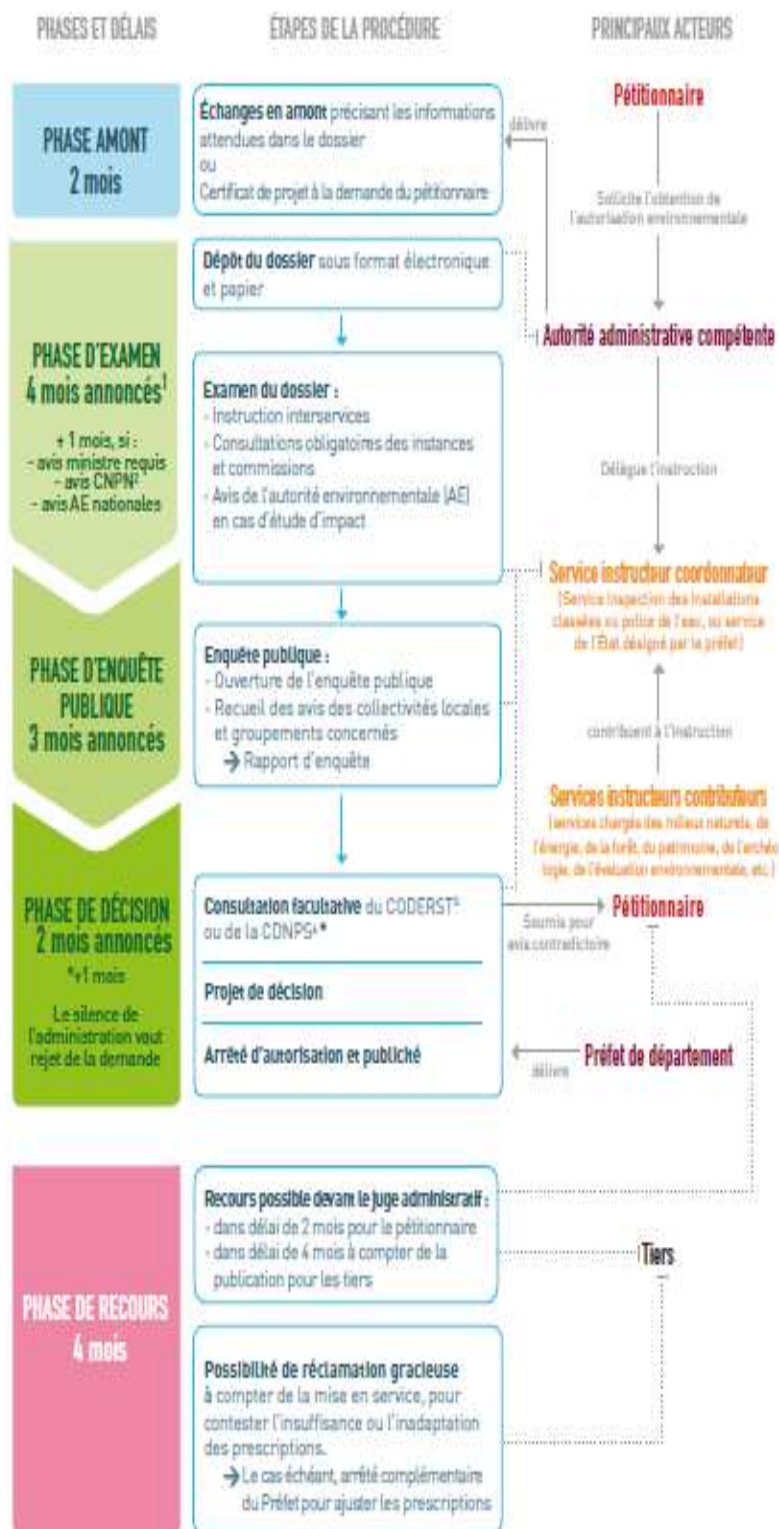 PHASES ET DÉLAIS
ÉTAPES DE LA PROCÉDURE
PRINCIPAUX ACTEURS
PHASE AMONT
2 mois
Échanges en amont précisant les informations
attendues dans le dossier
ou
Certificat de projet à la demande du pétitionnaire
délivre
Pétitionnaire
Sollicite l'obtention de
l'autorisation environnementale
PHASE D'EXAMEN
4 mois annoncés¹
+ 1 mois, si :
- avis ministre requis
- avis CNPN²
- avis AE nationales
Dépôt du dossier sous format électronique
et papier
Autorité administrative compétente
Examen du dossier :
- Instruction interservices
- Consultations obligatoires des instances
et commissions
- Avis de l'autorité environnementale (AE)
en cas d'étude d'impact
Délègue l'instruction
Service instructeur coordonnateur
(Service inspection des installations
classées ou police de l'eau, ou service
de l'État désigné par le préfet)
PHASE D'ENQUÊTE
PUBLIQUE
3 mois annoncés
Enquête publique :
- Ouverture de l'enquête publique
- Recueil des avis des collectivités locales
et groupements concernés
→ Rapport d'enquête
contribuent à l'instruction
Services instructeurs contributeurs
(services chargés des milieux naturels, de
l'énergie, de la forêt, du patrimoine, de l'archéo
logie, de l'évaluation environnementale, etc.)
PHASE DE DÉCISION
2 mois annoncés
*+1 mois
Le silence de
l'administration vaut
rejet de la demande
Consultation facultative du CODERST
ou de la CDNPS⁴*
Projet de décision
Arrêté d'autorisation et publicité
Soumis pour
avis contradictoire
Pétitionnaire
délivre
Préfet de département
PHASE DE RECOURS
4 mois
Recours possible devant le juge adminisratif :
- dans délai de 2 mois pour le pétitionnaire
- dans délai de 4 mois à compter de la
publication pour les tiers
Tiers
Possibilité de réclamation gracieuse
à compter de la mise en service, pour
contester l'insuffisance ou l'inadaptation
des prescriptions.
→ Le cas échéant, arrêté complémentaire
du Préfet pour ajuster les prescriptions